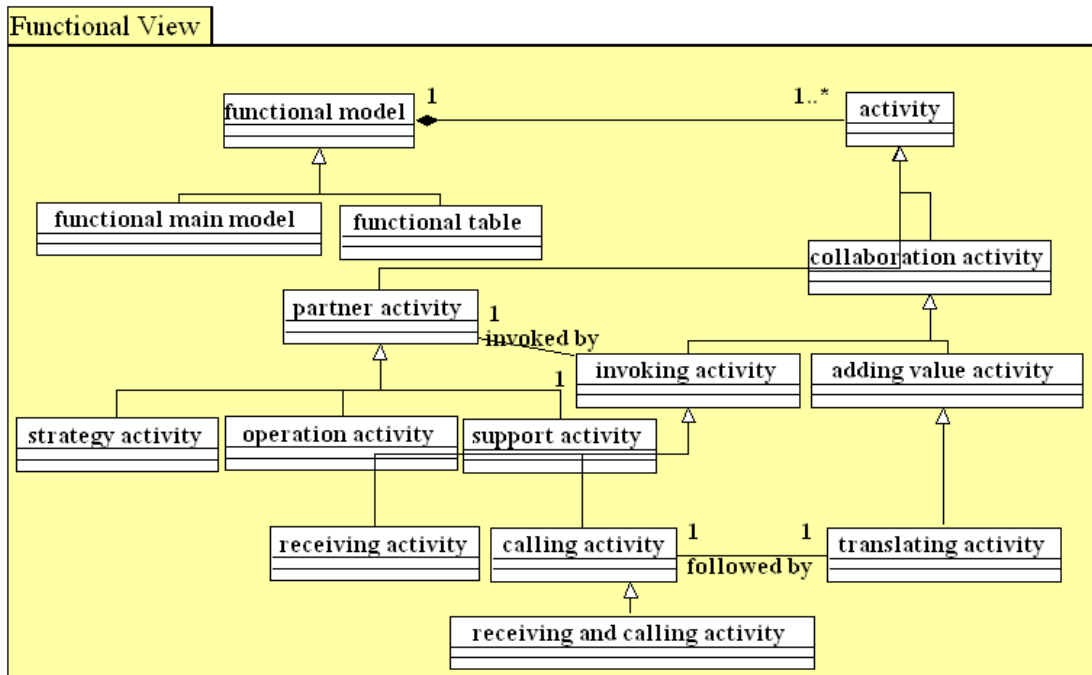 Functional View
functional model
1
1..*
activity
functional main model
functional table
collaboration activity
partner activity
1
invoked by
1
invoking activity
adding value activity
strategy activity
operation activity
support activity
receiving activity
calling activity
1
1
followed by
translating activity
receiving and calling activity